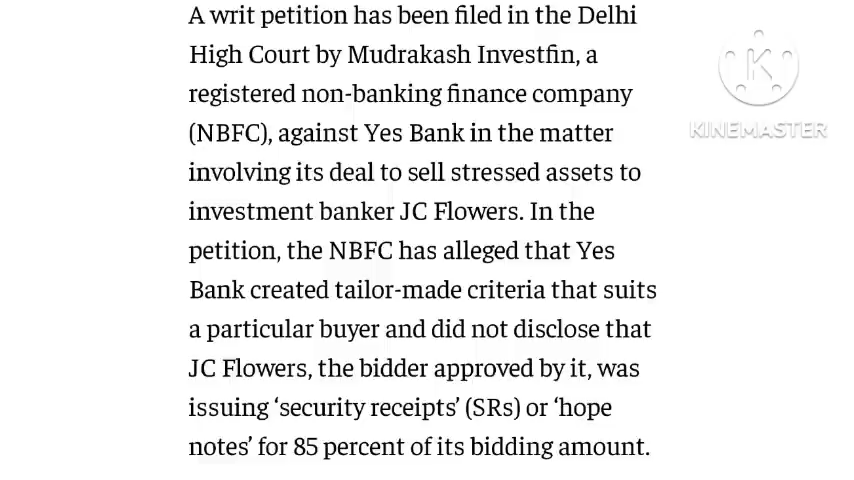 A writ petition has been filed in the Delhi
High Court by Mudrakash Investfin, a
registered non-banking finance company
(NBFC), against Yes Bank in the matter
involving its deal to sell stressed assets to
investment banker JC Flowers. In the
petition, the NBFC has alleged that Yes
Bank created tailor-made criteria that suits
a particular buyer and did not disclose that
JC Flowers, the bidder approved by it, was
issuing ‘security receipts’ (SRs) or ‘hope
notes’ for 85 percent of its bidding amount.
K
KINEMASTER